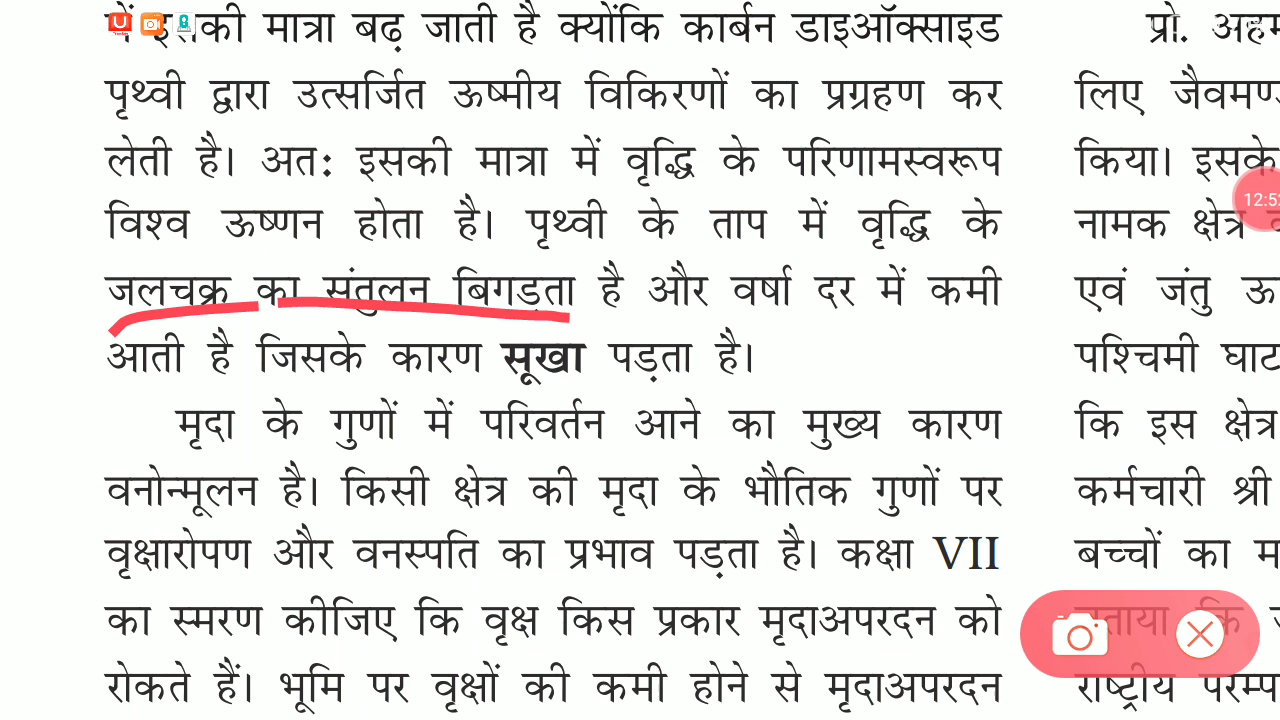 में इसकी मात्रा बढ़ जाती है क्योंकि कार्बन डाइऑक्साइड
पृथ्वी द्वारा उत्सर्जित ऊष्मीय विकिरणों का प्रग्रहण कर
लेती है। अतः इसकी मात्रा में वृद्धि के परिणामस्वरूप
विश्व ऊष्णन होता है। पृथ्वी के ताप में वृद्धि के
जलचक्र का संतुलन बिगड़ता है और वर्षा दर में कमी
आती है जिसके कारण सूखा पड़ता है।
मृदा के गुणों में परिवर्तन आने का मुख्य कारण
वनोन्मूलन है। किसी क्षेत्र की मृदा के भौतिक गुणों पर
वृक्षारोपण और वनस्पति का प्रभाव पड़ता है। कक्षा VII
का स्मरण कीजिए कि वृक्ष किस प्रकार मृदाअपरदन को
रोकते हैं। भूमि पर वृक्षों की कमी होने से मृदाअपरदन
प्रो.
लिए
किया। इसके
नामक क्षेत्र
एवं जंतु
पश्चिमी घाट
कि इस क्षेत्र
कर्मचारी श्री
बच्चों का
बताया कि
राष्ट्रीय
12:52